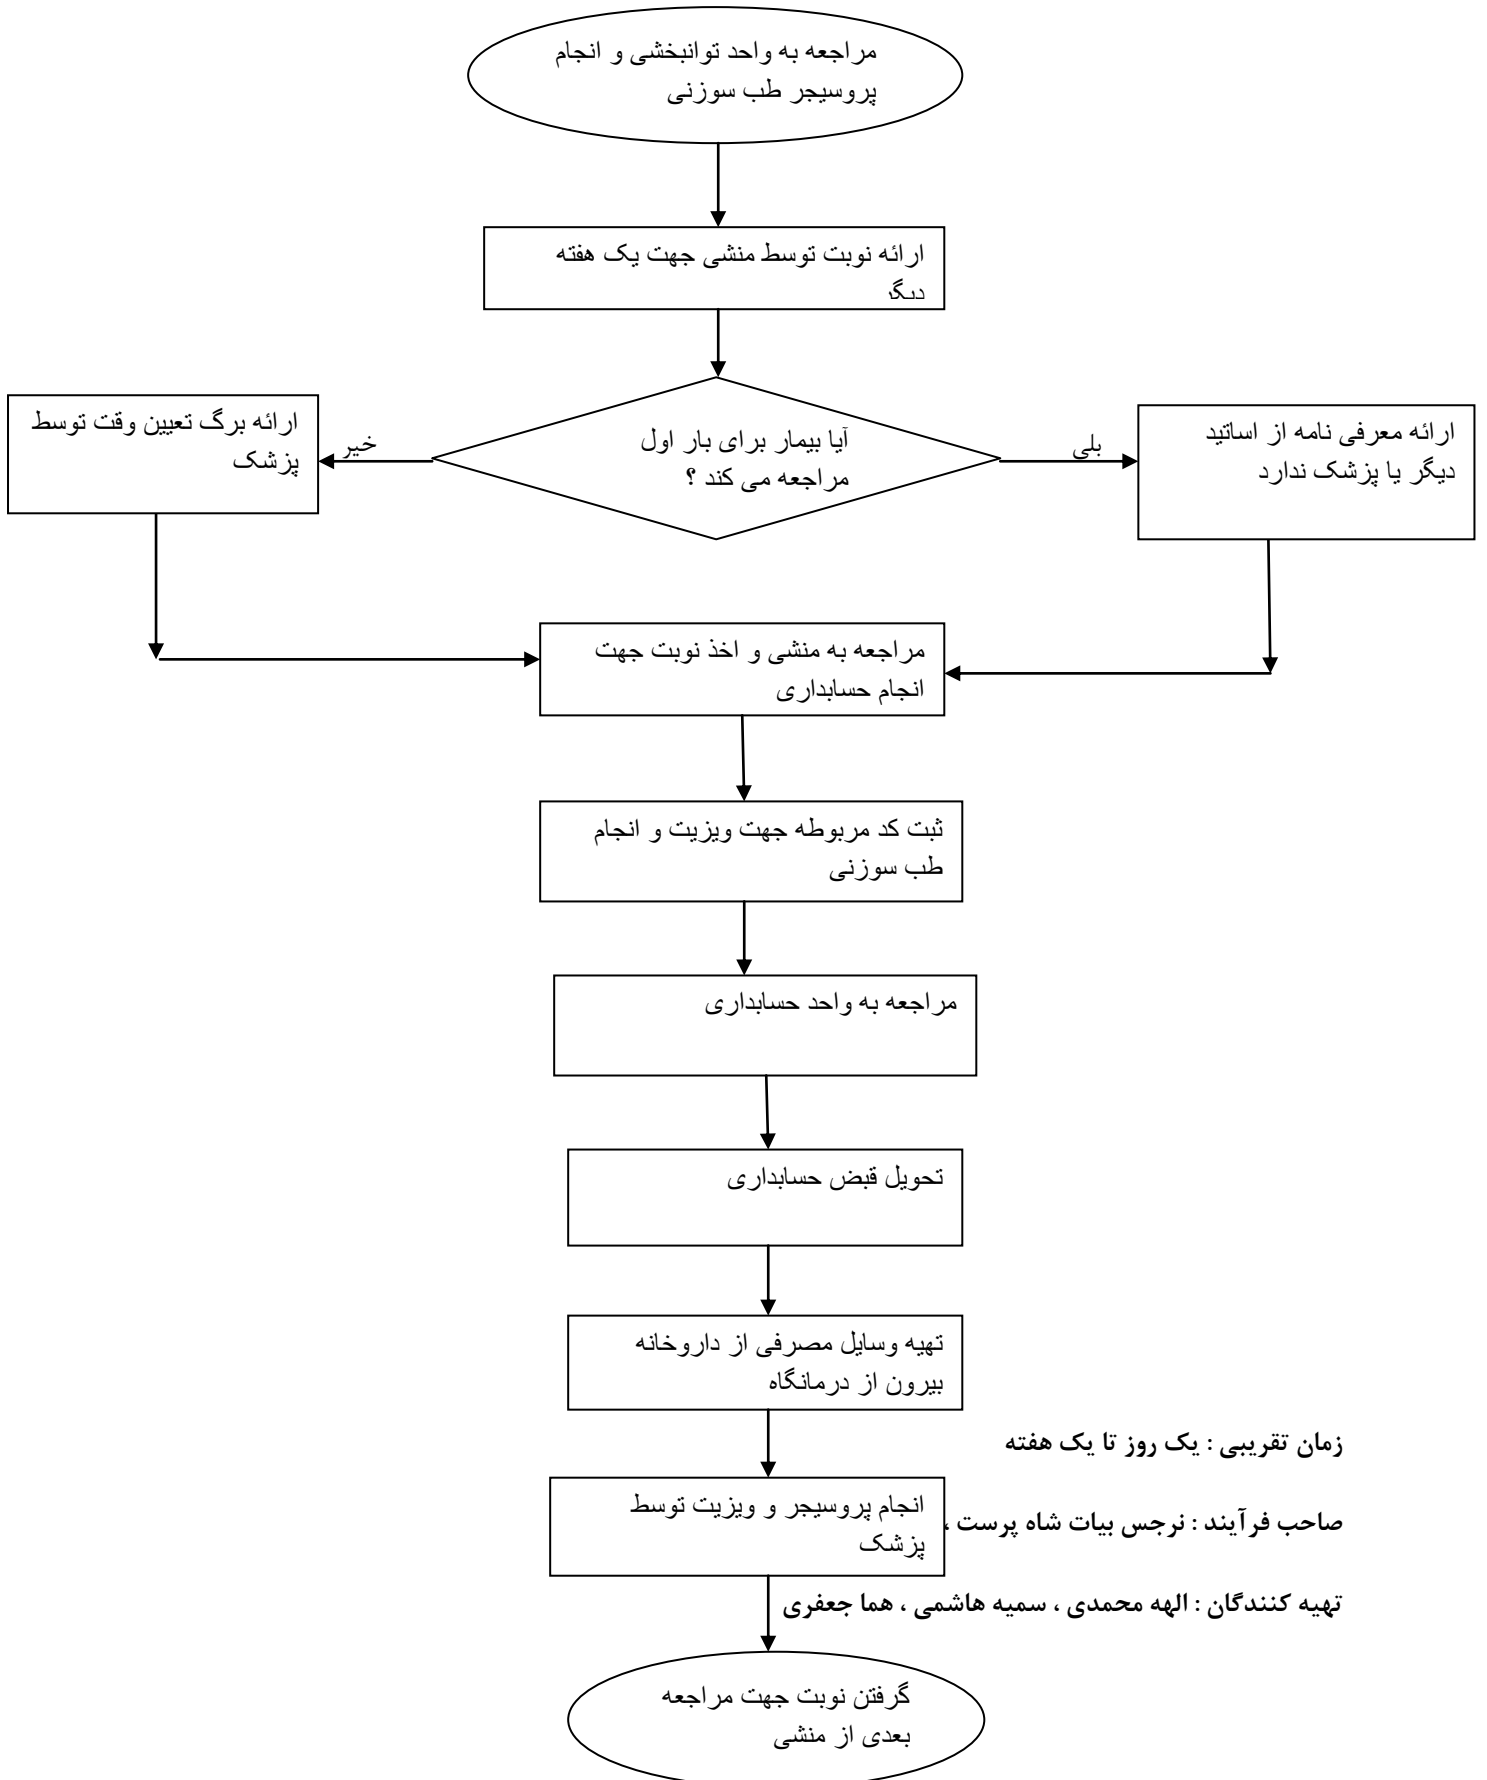 مراجعه به واحد توانبخشی و انجام
پروسیجر طب سوزنی
ارائه نوبت توسط منشی جهت یک هفته
دیگر
آیا بیمار برای بار اول
مراجعه می کند ؟
بلی
خیر
ارائه معرفی نامه از اساتید
دیگر یا پزشک ندارد
ارائه برگ تعیین وقت توسط
پزشک
مراجعه به منشی و اخذ نوبت جهت
انجام حسابداری
ثبت کد مربوطه جهت ویزیت و انجام
طب سوزنی
مراجعه به واحد حسابداری
تحویل قبض حسابداری
تهیه وسایل مصرفی از داروخانه
بیرون از درمانگاه
انجام پروسیجر و ویزیت توسط
پزشک
گرفتن نوبت جهت مراجعه
بعدی از منشی
زمان تقریبی : یک روز تا یک هفته
صاحب فرآیند : نرجس بیات شاه پرست ،
تهیه کنندگان : الهه محمدی ، سمیه هاشمی ، هما جعفری